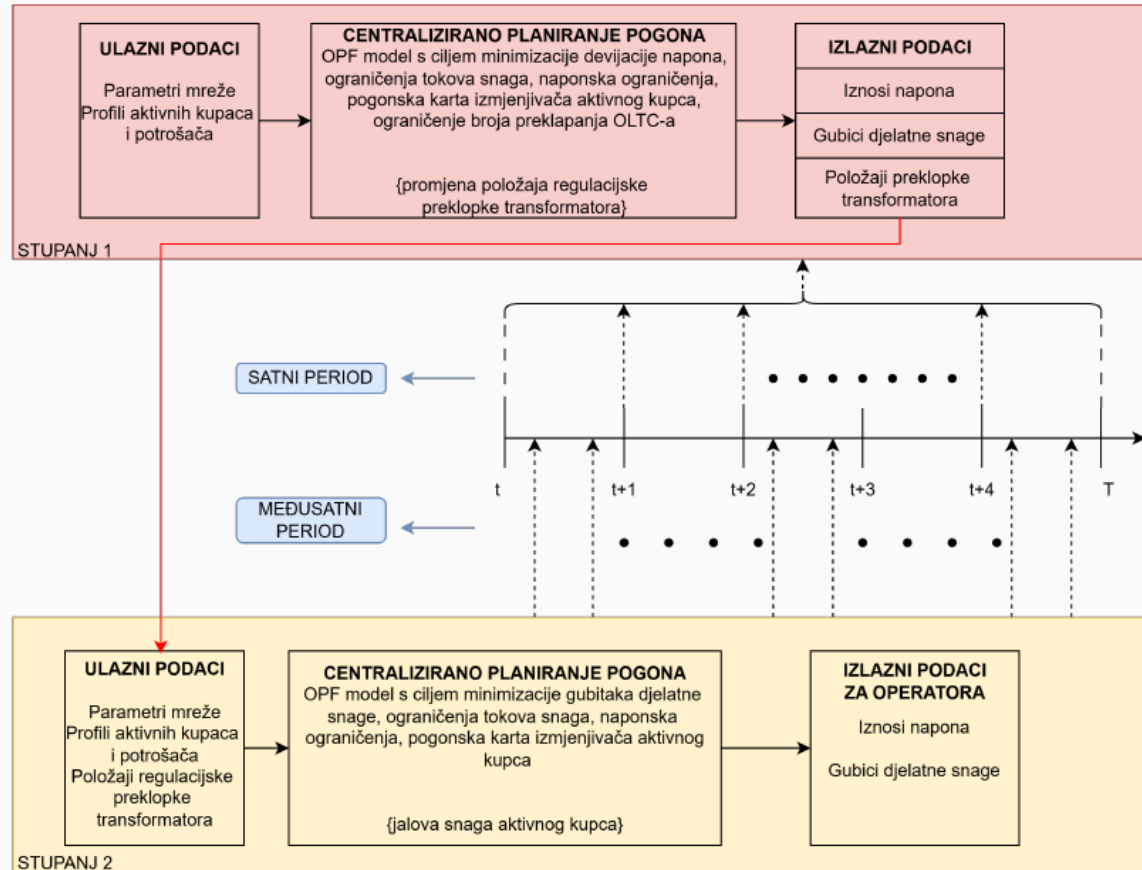 ULAZNI PODACI
Parametri mreže
Profili aktivnih kupaca
i potrošača
CENTRALIZIRANO PLANIRANJE POGONA
OPF model s ciljem minimizacije devijacije napona,
ograničenja tokova snaga, naponska ograničenja,
pogonska karta izmjenjivača aktivnog kupca,
ograničenje broja preklapanja OLTC-a
{promjena položaja regulacijske
preklopke transformatora}
IZLAZNI PODACI
Iznosi napona
Gubici djelatne snage
Položaji preklopke
transformatora
STUPANJ 1
SATNI PERIOD
t
t+1
t+2
t+3
t+4
T
MEĐUSATNI
PERIOD
ULAZNI PODACI
Parametri mreže
Profili aktivnih kupaca
i potrošača
Položaji regulacijske
preklopke
transformatora
CENTRALIZIRANO PLANIRANJE POGONA
OPF model s ciljem minimizacije gubitaka djelatne
snage, ograničenja tokova snaga, naponska
ograničenja, pogonska karta izmjenjivača aktivnog
kupca
{jalova snaga aktivnog kupca}
IZLAZNI PODACI
ZA OPERATORA
Iznosi napona
Gubici djelatne snage
STUPANJ 2